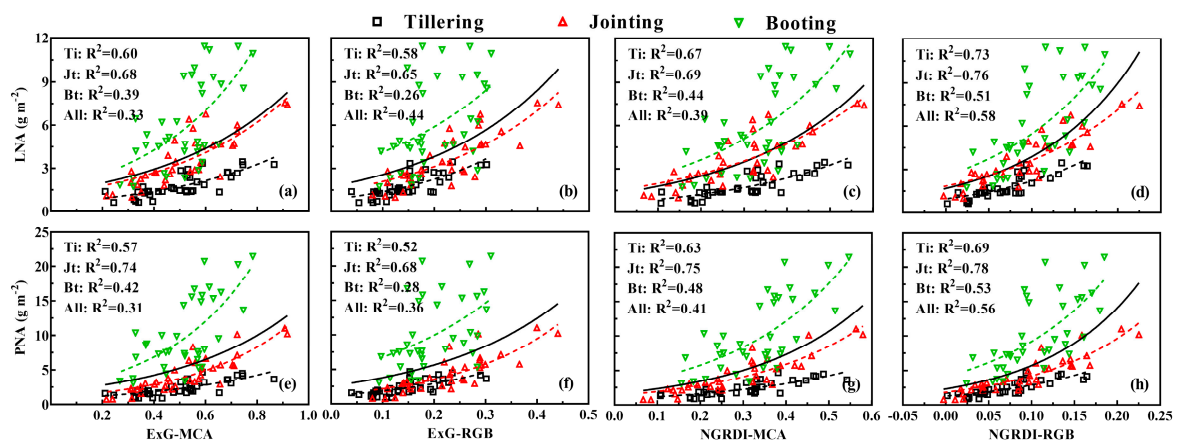 Tillering Jointing Booting
LNA (g m⁻²)
12
9
6
3
0
Ti: R²=0.60
Jt: R²=0.68
Bt: R²=0.39
All: R²=0.33
(a)
Ti: R²=0.58
Jt: R²=0.65
Bt: R²=0.26
All: R²=0.44
(b)
Ti: R²=0.67
Jt: R²=0.69
Bt: R²=0.44
All: R²=0.39
(c)
Ti: R²=0.73
Jt: R²=0.76
Bt: R²=0.51
All: R²=0.58
(d)
PNA (g m⁻²)
25
20
15
10
5
0
Ti: R²=0.57
Jt: R²=0.74
Bt: R²=0.42
All: R²=0.31
(e)
Ti: R²=0.52
Jt: R²=0.68
Bt: R²=0.28
All: R²=0.36
(f)
Ti: R²=0.63
Jt: R²=0.75
Bt: R²=0.48
All: R²=0.41
(g)
Ti: R²=0.69
Jt: R²=0.78
Bt: R²=0.53
All: R²=0.56
(h)
0.2 0.4 0.6 0.8 1.0
0.0 0.1 0.2 0.3 0.4 0.5
0.0 0.1 0.2 0.3 0.4 0.5 0.6
-0.05 0.00 0.05 0.10 0.15 0.20 0.25
ExG-MCA
ExG-RGB
NGRDI-MCA
NGRDI-RGB